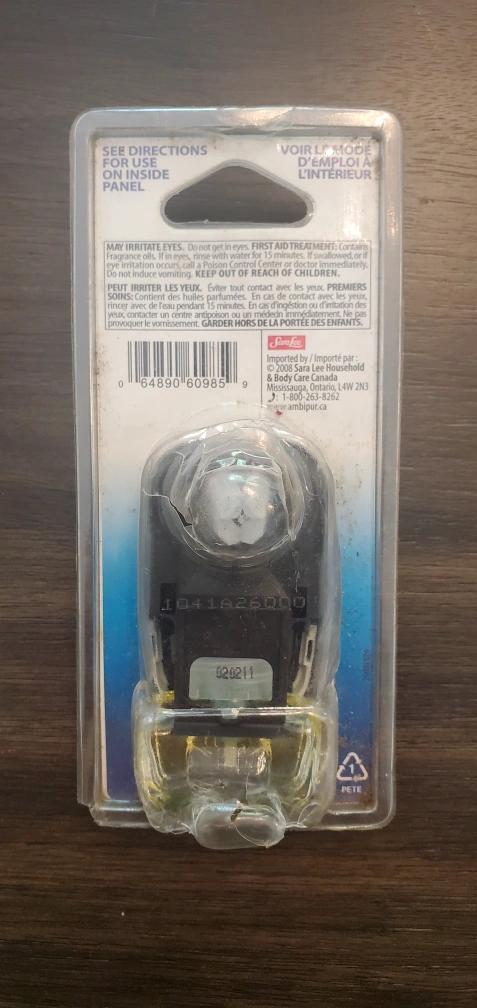 SEE DIRECTIONS
FOR USE
ON INSIDE
PANEL
VOIR LE MODE
D'EMPLOI À
L'INTÉRIEUR
MAY IRRITATE EYES. Do not get in eyes. FIRST AID TREATMENT: Contains
Fragrance oils. If in eyes, rinse with water for 15 minutes. If swallowed, or if
eye irritation occurs, call a Poison Control Center or doctor immediately.
Do not induce vomiting. KEEP OUT OF REACH OF CHILDREN.
PEUT IRRITER LES YEUX. Éviter tout contact avec les yeux. PREMIERS
SOINS: Contient des huiles parfumées. En cas de contact avec les yeux,
rincer avec de l'eau pendant 15 minutes. En cas d'ingestion ou d'irritation des
yeux, contacter un centre antipoison ou un médecin immédiatement. Ne pas
provoquer le vomissement. GARDER HORS DE LA PORTÉE DES ENFANTS.
0 64890 60985 9
Sara Lee
Imported by / Importé par :
© 2008 Sara Lee Household
& Body Care Canada
Mississauga, Ontario, L4W 2N3
: 1-800-263-8262
www.ambipur.ca
1041A26000
020211
1
PETE